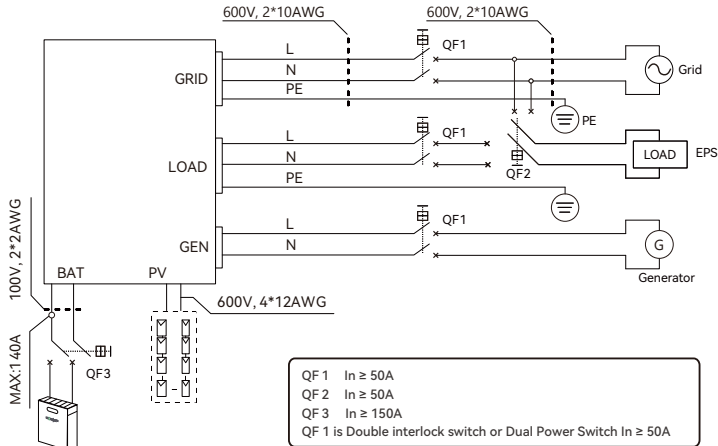 600V, 2*10AWG
600V, 2*10AWG
L
QF1
N
GRID
PE
Grid
PE
L
QF1
N
LOAD
QF2
LOAD
EPS
PE
L
QF1
N
GEN
G
Generator
BAT
PV
100V, 2*2AWG
600V, 4*12AWG
MAX:140A
QF3
QF 1 In ≥ 50A
QF 2 In ≥ 50A
QF 3 In ≥ 150A
QF 1 is Double interlock switch or Dual Power Switch In ≥ 50A